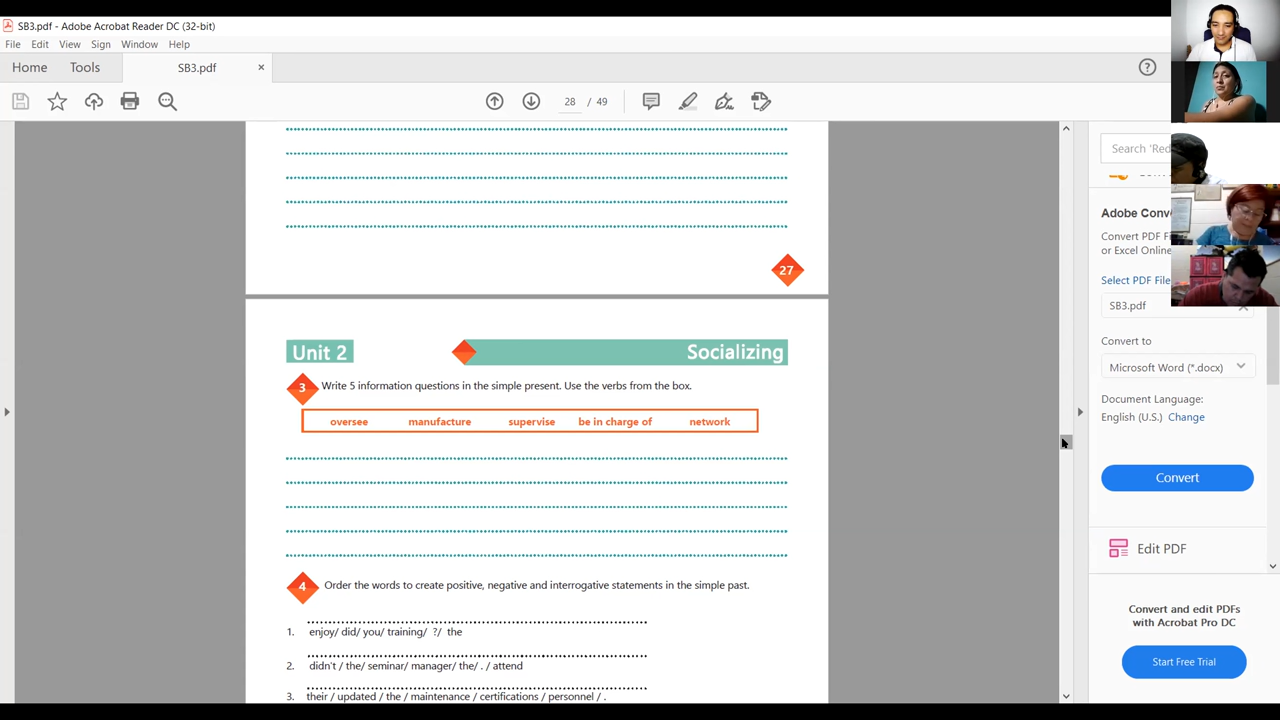 SB3.pdf - Adobe Acrobat Reader DC (32-bit)
File Edit View Sign Window Help
Home Tools SB3.pdf ×
28 / 49
Search
Adobe
Convert PDF
or Excel Online
Select PDF File
SB3.pdf
Convert to
Microsoft Word (*.docx)
Document Language:
English (U.S.) Change
Convert
Edit PDF
Convert and edit PDFs
with Acrobat Pro DC
Start Free Trial
27
Unit 2 Socializing
3 Write 5 information questions in the simple present. Use the verbs from the box.
oversee manufacture supervise be in charge of network
4 Order the words to create positive, negative and interrogative statements in the simple past.
1. enjoy/ did/ you/ training/ ?/ the
2. didn't / the/ seminar/ manager/ the/ . / attend
3. their / updated / the / maintenance / certifications / personnel / .